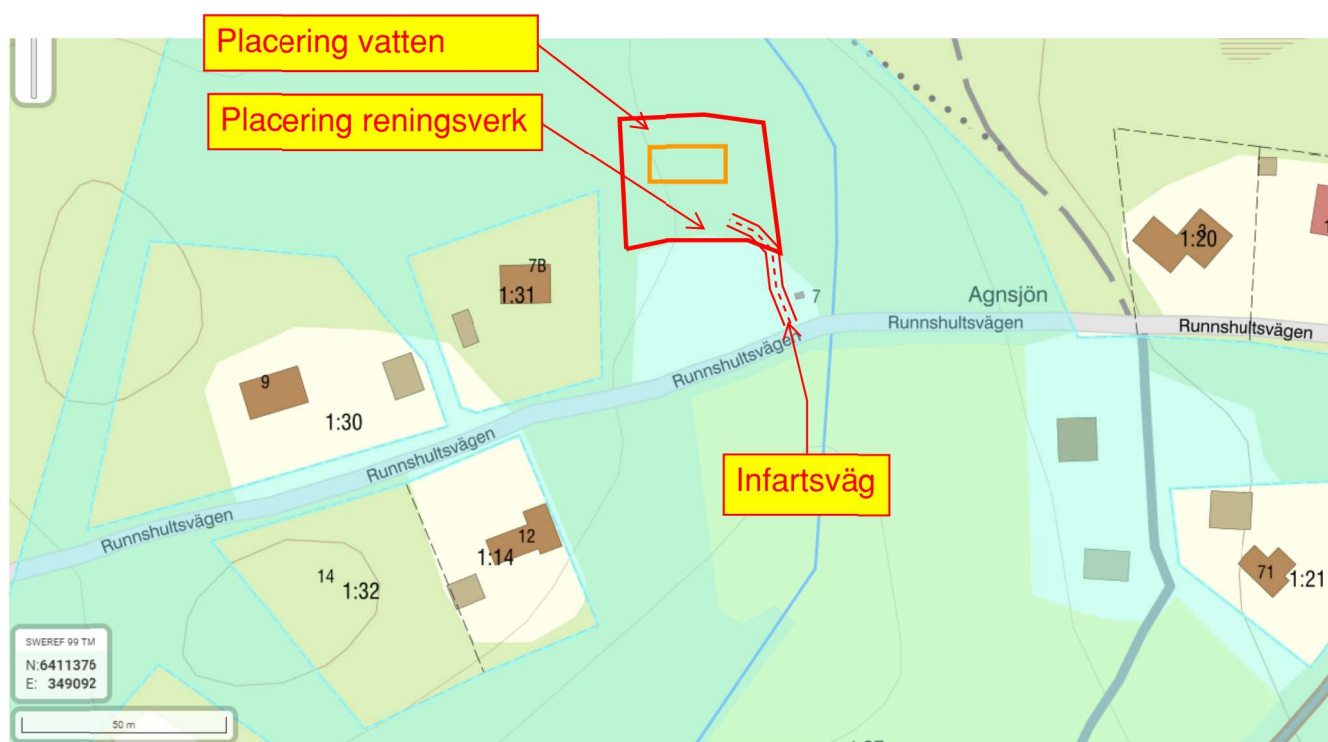 Placering vatten
Placering reningsverk
7B
1:31
3
1:20
7
Agnsjön
Runnshultsvägen
Runnshultsvägen
Runnshultsvägen
9
1:30
Runnshultsvägen
Infartsväg
Runnshultsvägen
12
1:14
14
1:32
71
1:21
SWEREF 99 TM
N:6411376
E: 349092
50 m